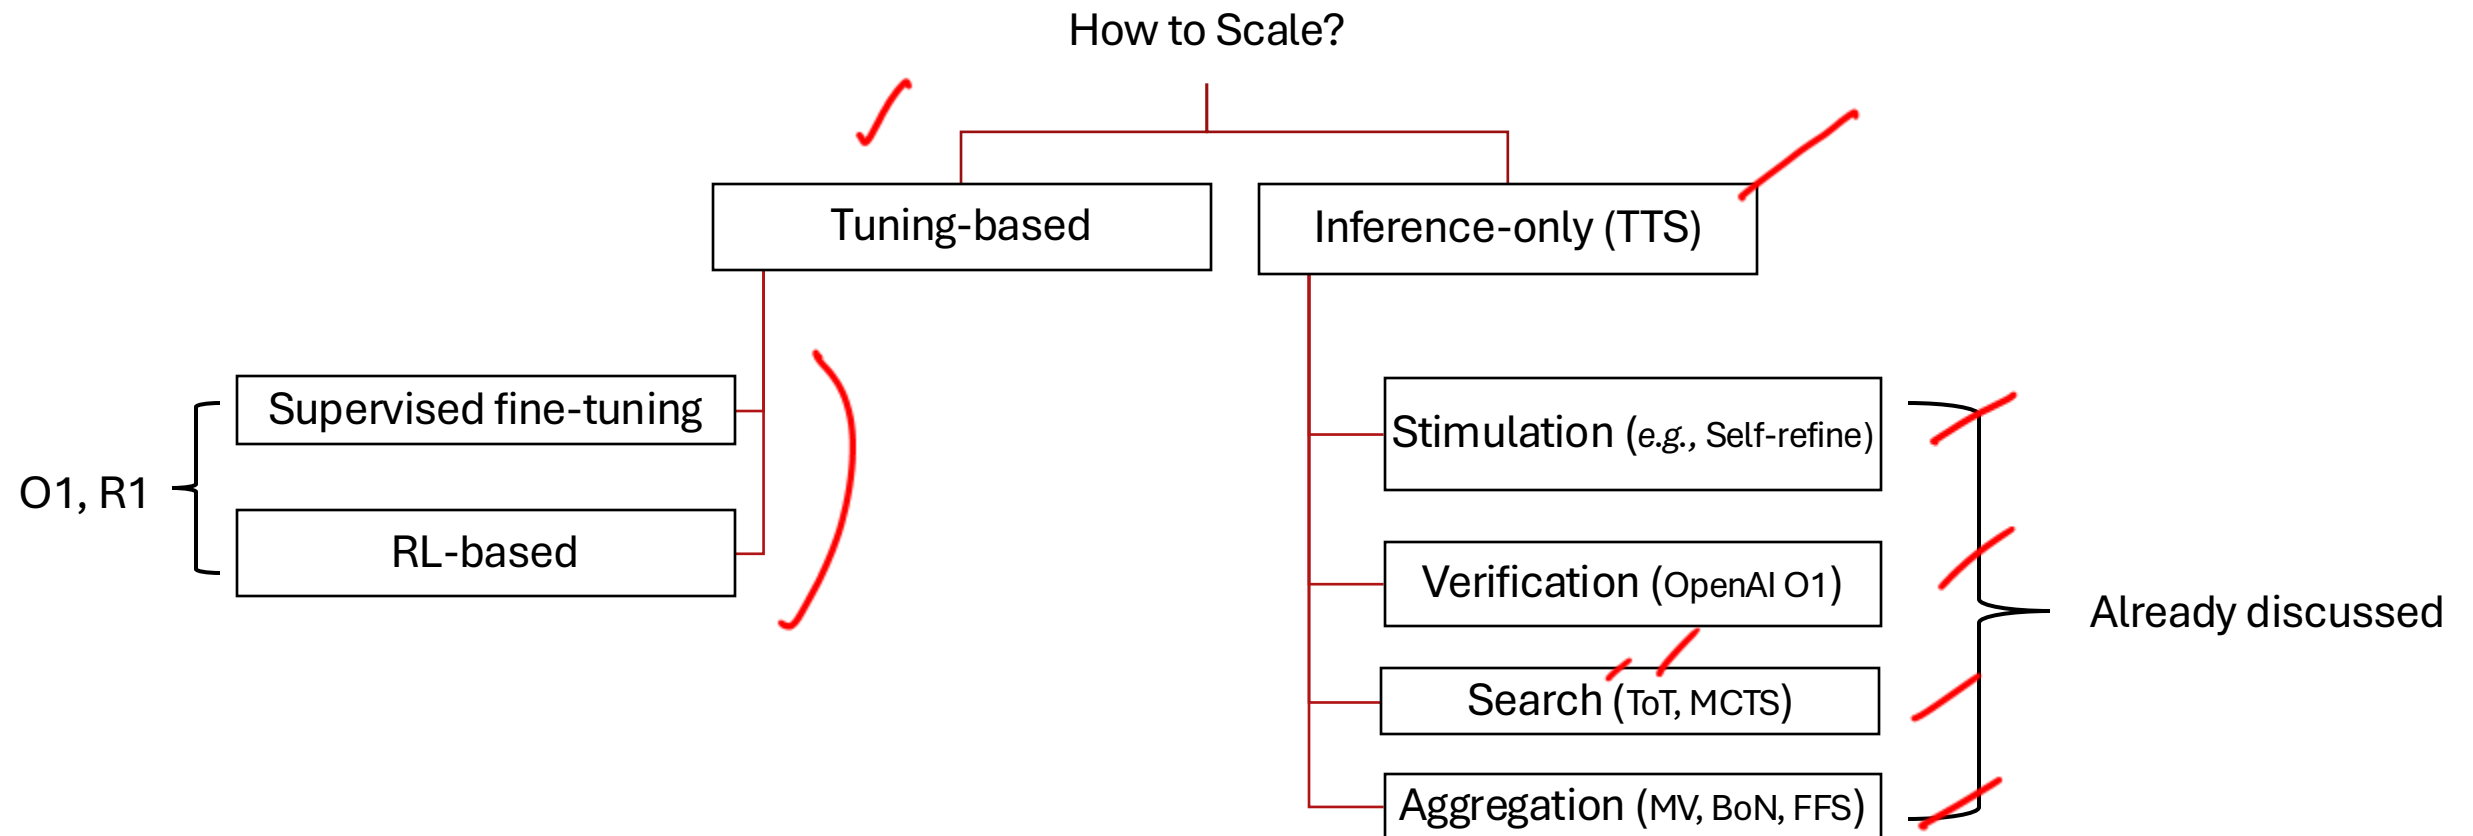 How to Scale?
Tuning-based
Inference-only (TTS)
Supervised fine-tuning
RL-based
O1, R1
Stimulation (e.g., Self-refine)
Verification (OpenAI O1)
Search (ToT, MCTS)
Aggregation (MV, BoN, FFS)
Already discussed